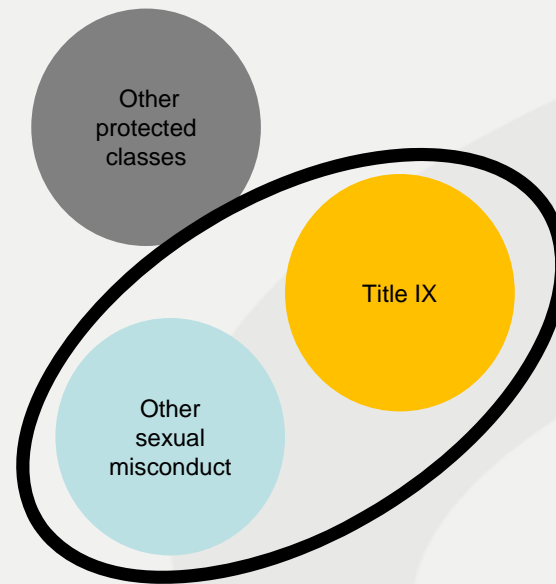 Other
protected
classes
Title IX
Other
sexual
misconduct